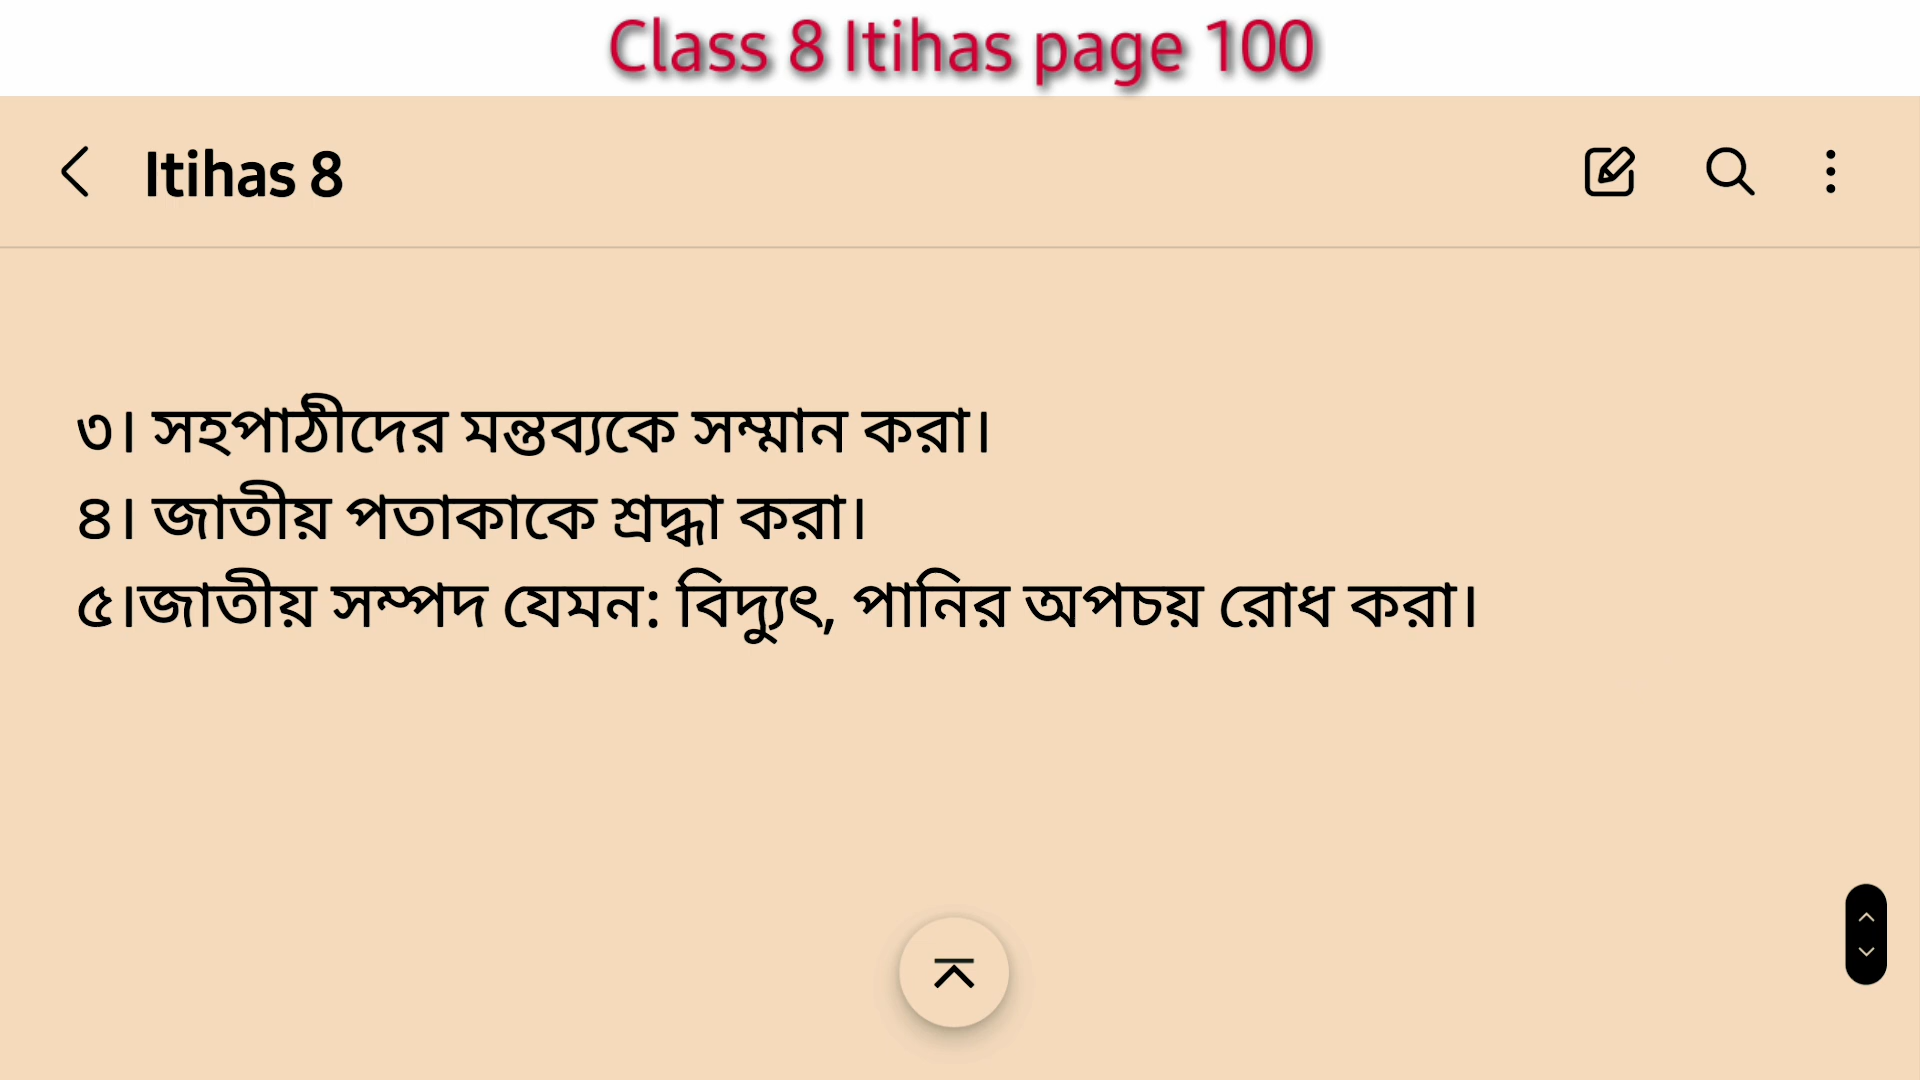 Class 8 Itihas page 100
Itihas 8
৩। সহপাঠীদের মন্তব্যকে সম্মান করা।
৪। জাতীয় পতাকাকে শ্রদ্ধা করা।
৫।জাতীয় সম্পদ যেমন: বিদ্যুৎ, পানির অপচয় রোধ করা।